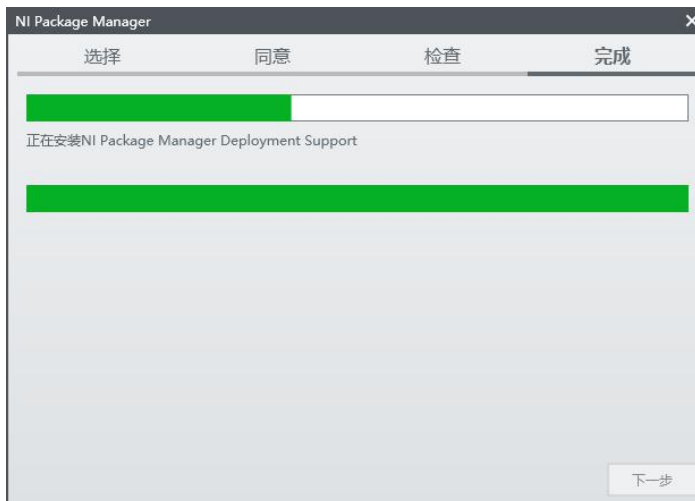 NI Package Manager
选择 同意 检查 完成
正在安装NI Package Manager Deployment Support
下一步